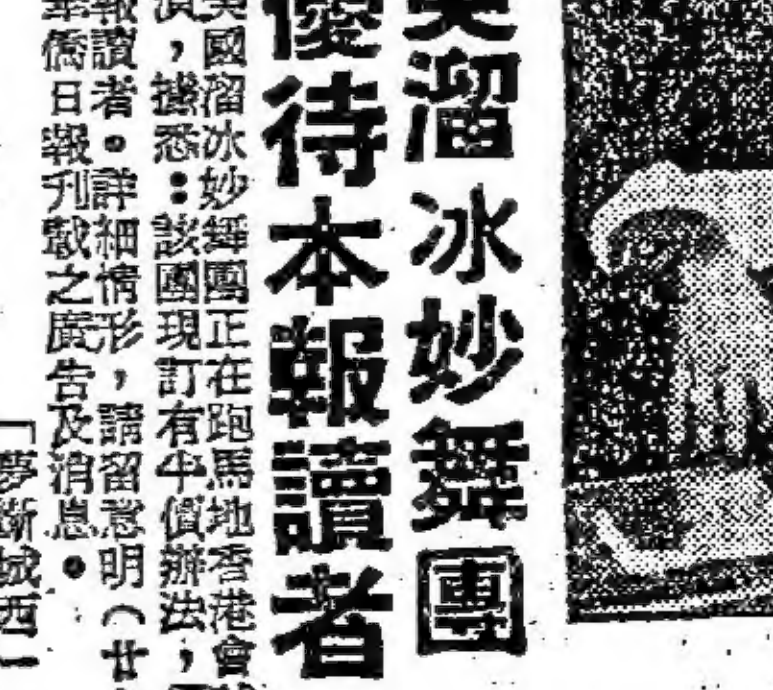 溜冰妙舞團
優待本報讀者
國溜冰妙舞團正在跑馬地香港會
演,據悉:該團現訂有半價辦法,
報讀者。詳細情形,請留意明(廿
華僑日報刋載之廣告及消息。
「夢斷城西